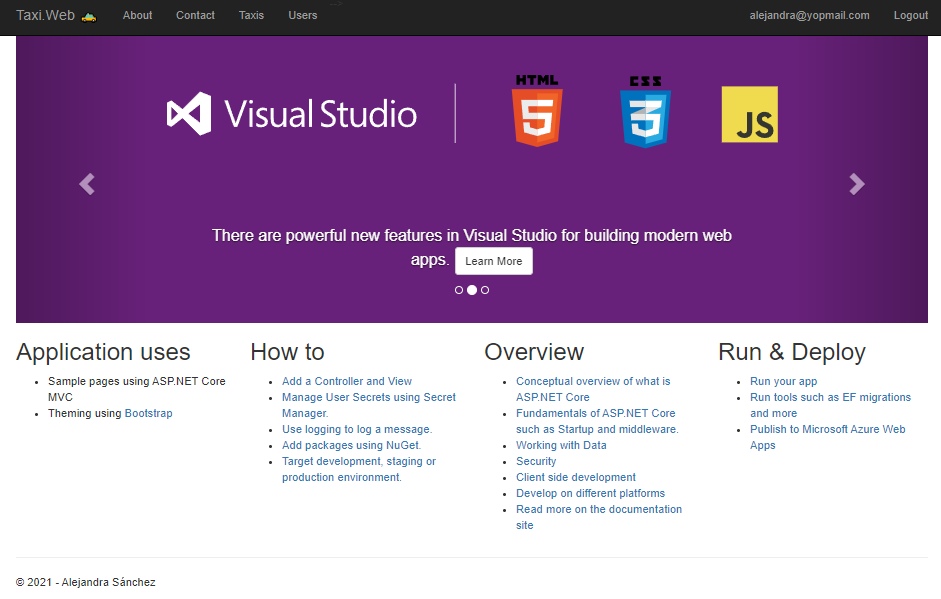 Taxi.Web About Contact Taxis Users alejandra@yopmail.com Logout
Visual Studio HTML 5 CSS 3 JS
There are powerful new features in Visual Studio for building modern web
apps. Learn More
Application uses
Sample pages using ASP.NET Core
MVC
Theming using Bootstrap
How to
Add a Controller and View
Manage User Secrets using Secret
Manager.
Use logging to log a message.
Add packages using NuGet.
Target development, staging or
production environment.
Overview
Conceptual overview of what is
ASP.NET Core
Fundamentals of ASP.NET Core
such as Startup and middleware.
Working with Data
Security
Client side development
Develop on different platforms
Read more on the documentation
site
Run & Deploy
Run your app
Run tools such as EF migrations
and more
Publish to Microsoft Azure Web
Apps
© 2021 - Alejandra Sánchez